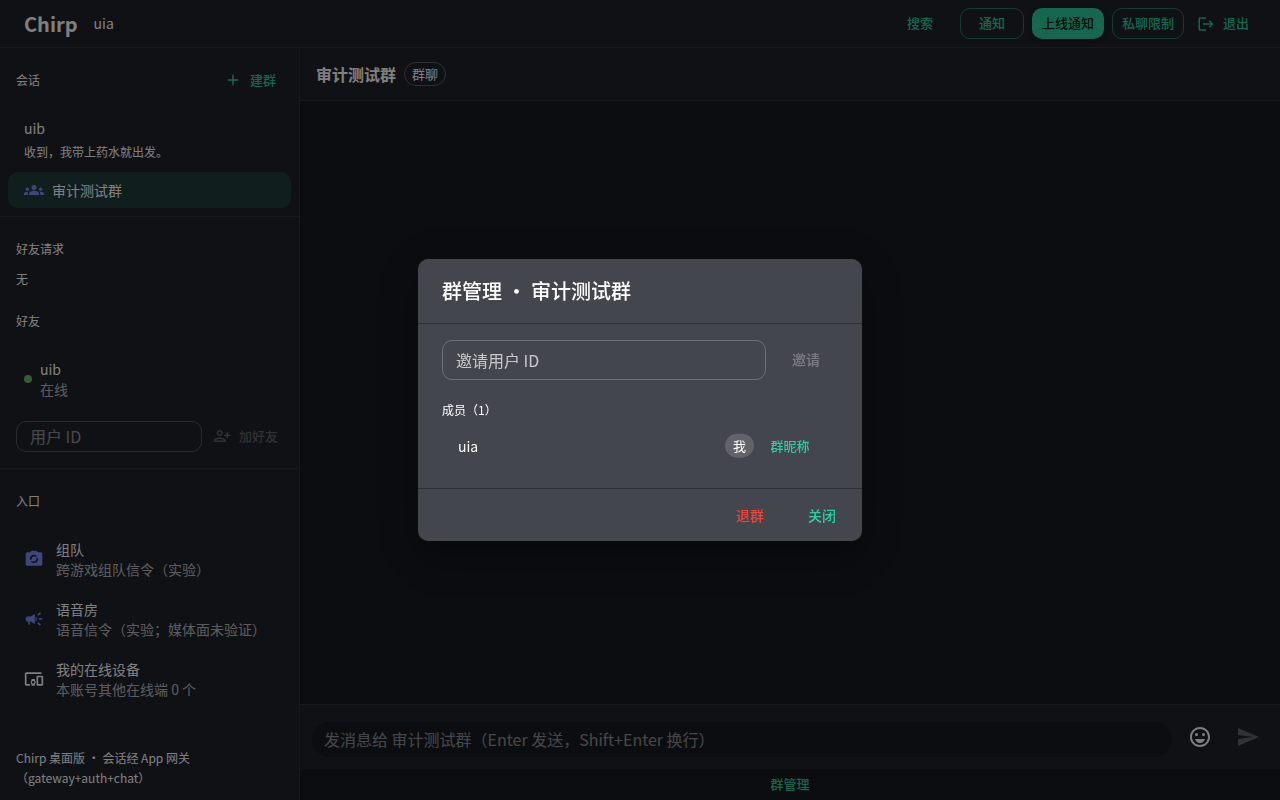 Chirp uia 搜索 通知 上线通知 私聊限制 退出
会话 建群
审计测试群 群聊
uib
收到，我带上药水就出发。
审计测试群
好友请求
无
好友
uib
在线
用户 ID 加好友
入口
组队
跨游戏组队信令（实验）
语音房
语音信令（实验；媒体面未验证）
我的在线设备
本账号其他在线端 0 个
Chirp 桌面版 · 会话经 App 网关
（gateway+auth+chat）
群管理 · 审计测试群
邀请用户 ID 邀请
成员（1）
uia 我 群昵称
退群 关闭
发消息给 审计测试群（Enter 发送，Shift+Enter 换行）
群管理